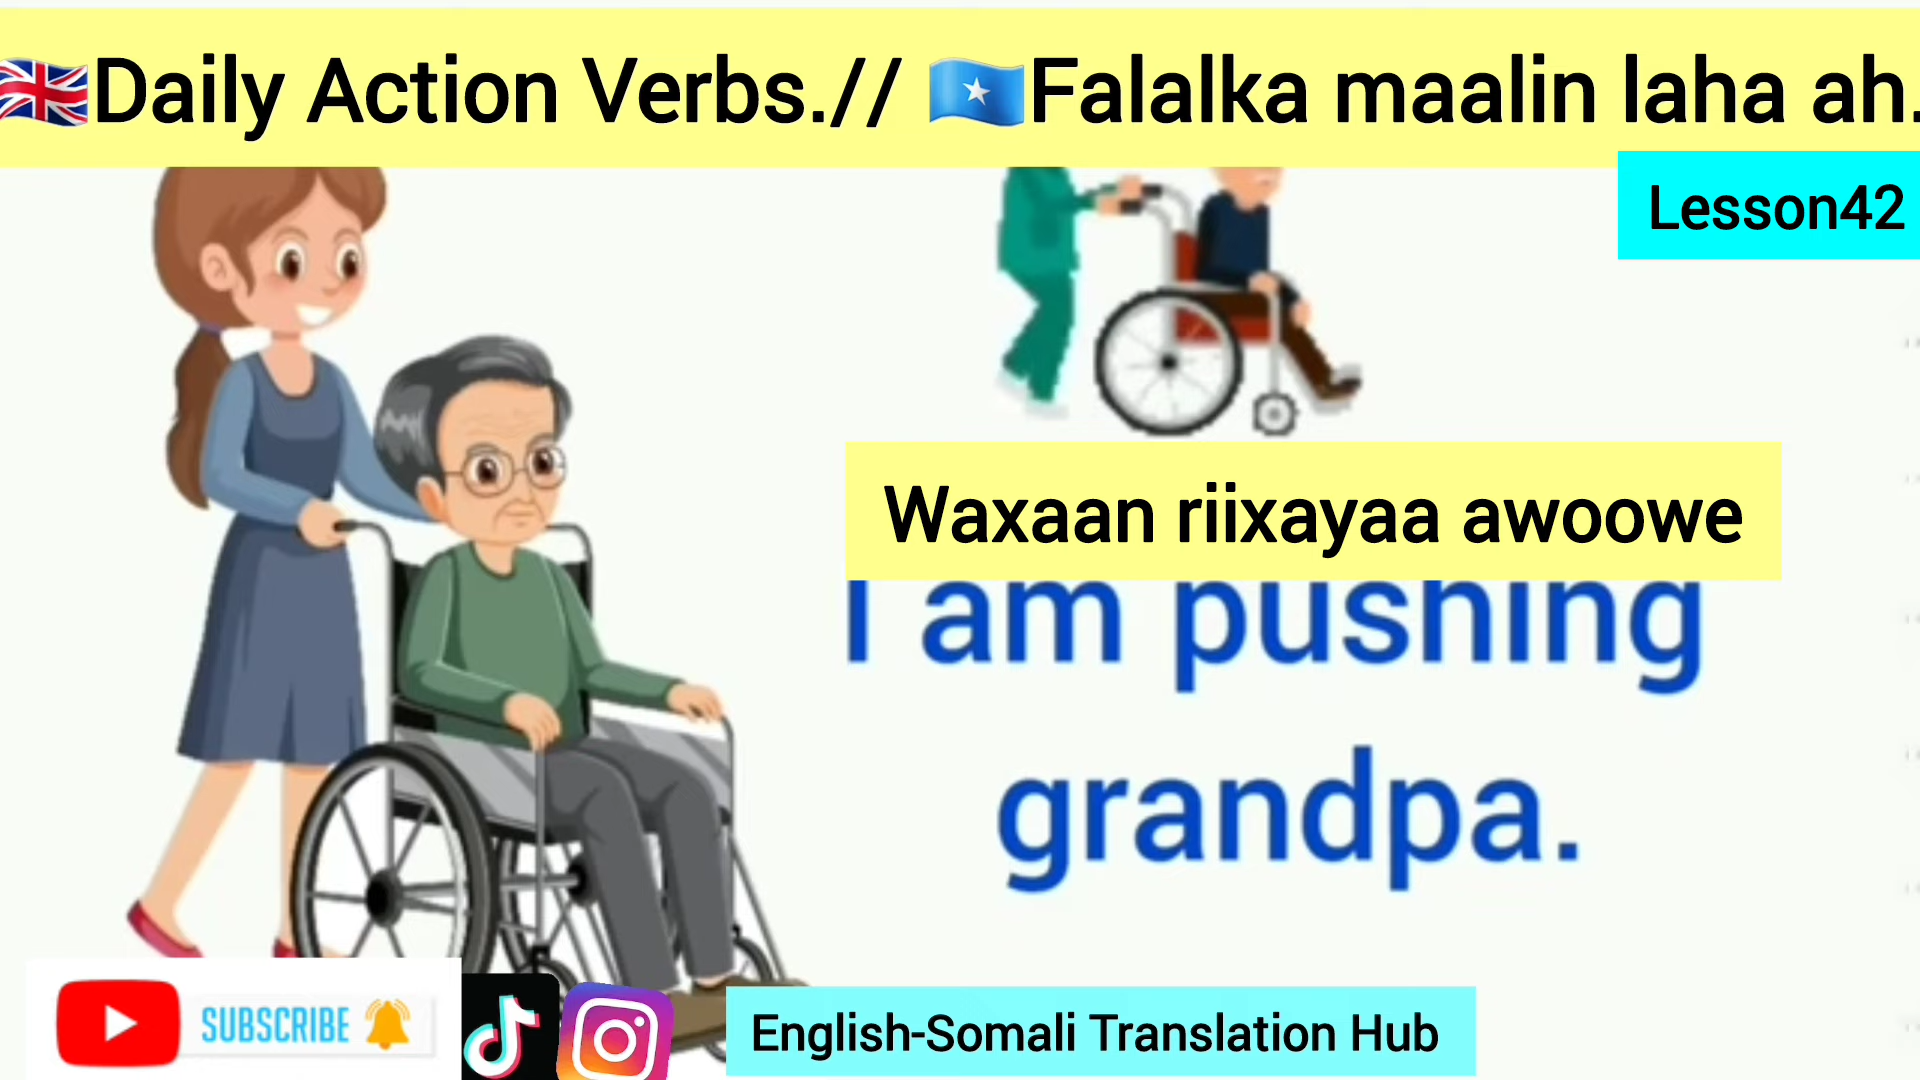 Daily Action Verbs.// Falalka maalin laha ah.
Lesson42
Waxaan riixayaa awoowe
I am pushing
grandpa.
SUBSCRIBE
English-Somali Translation Hub